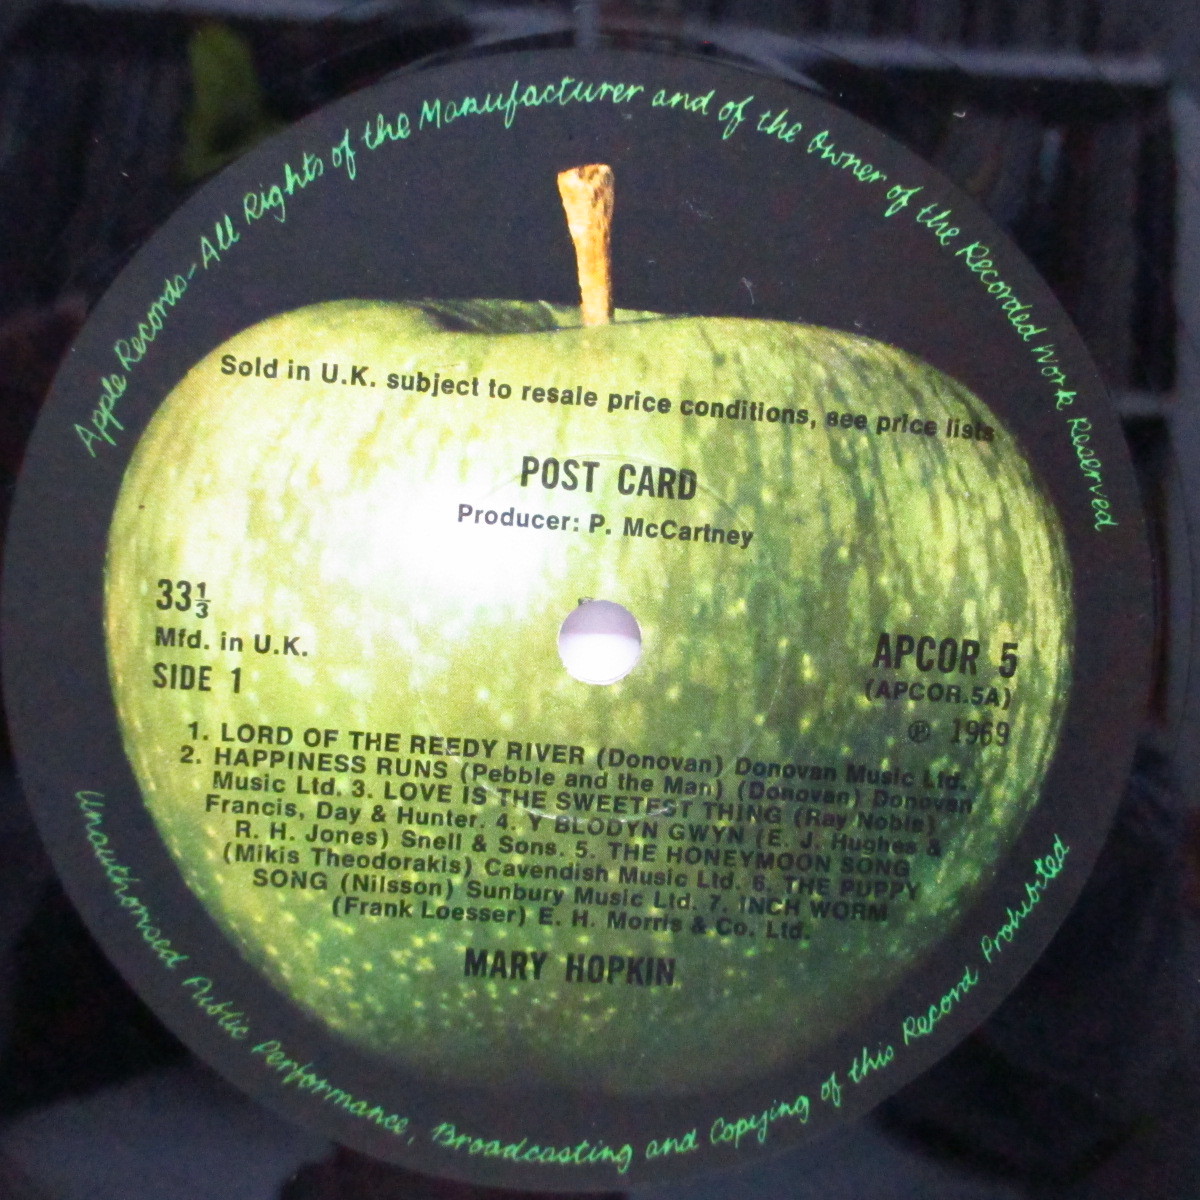 Apple Records - All Rights of the Manufacturer and of the Owner of the Recorded Work Reserved
Sold in U.K. subject to resale price conditions, see price lists
POST CARD
Producer: P. McCartney
33⅓
Mfd. in U.K.
SIDE 1
APCOR 5
(APCOR.5A)
℗ 1969
1. LORD OF THE REEDY RIVER (Donovan) Donovan Music Ltd.
2. HAPPINESS RUNS (Pebble and the Man) (Donovan) Donovan
Music Ltd. 3. LOVE IS THE SWEETEST THING (Ray Noble)
Francis, Day & Hunter. 4. Y BLODYN GWYN (E. J. Hughes &
R. H. Jones) Snell & Sons. 5. THE HONEYMOON SONG
(Mikis Theodorakis) Cavendish Music Ltd. 6. THE PUPPY
SONG (Nilsson) Sunbury Music Ltd. 7. INCH WORM
(Frank Loesser) E. H. Morris & Co. Ltd.
MARY HOPKIN
Unauthorised Public Performance, Broadcasting and Copying of this Record Prohibited